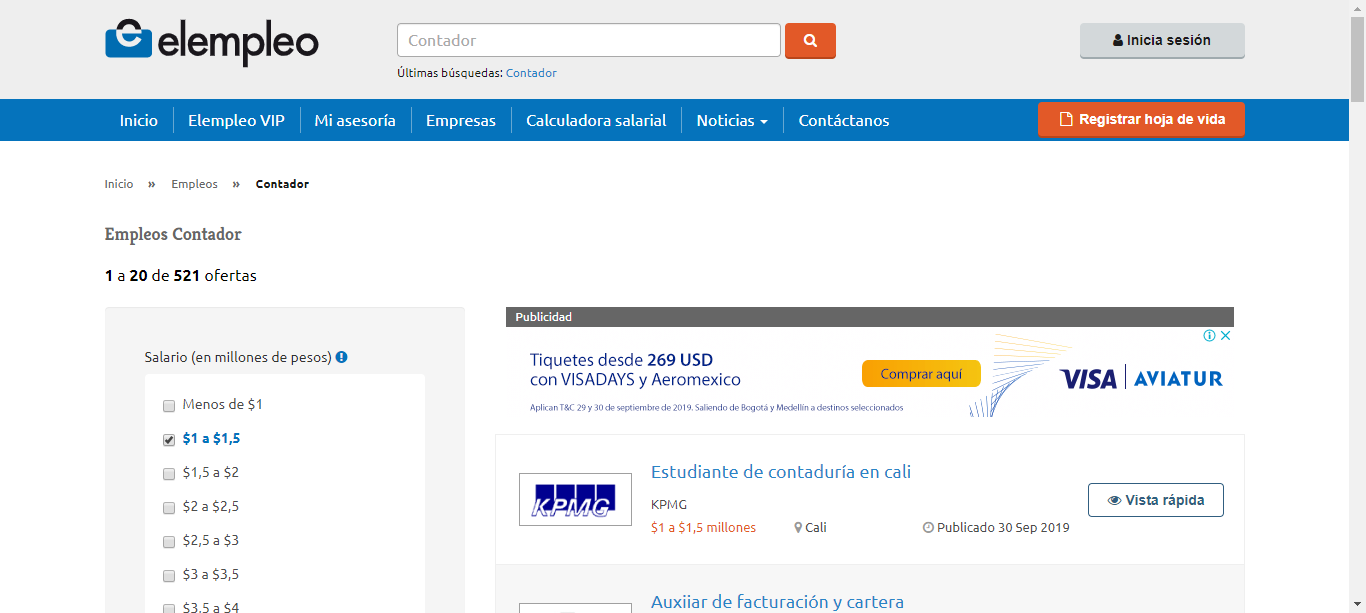 elempleo
Contador
Inicia sesión
Últimas búsquedas: Contador
Inicio Elempleo VIP Mi asesoría Empresas Calculadora salarial Noticias Contáctanos
Registrar hoja de vida
Inicio » Empleos » Contador
Empleos Contador
1 a 20 de 521 ofertas
Salario (en millones de pesos)
Menos de $1
$1 a $1,5
$1,5 a $2
$2 a $2,5
$2,5 a $3
$3 a $3,5
$3,5 a $4
Publicidad
Tiquetes desde 269 USD
con VISADAYS y Aeromexico
Aplican T&C 29 y 30 de septiembre de 2019. Saliendo de Bogotá y Medellín a destinos seleccionados
Comprar aquí
VISA AVIATUR
KPMG
Estudiante de contaduría en cali
KPMG
$1 a $1,5 millones Cali Publicado 30 Sep 2019
Vista rápida
Auxiiar de facturación y cartera